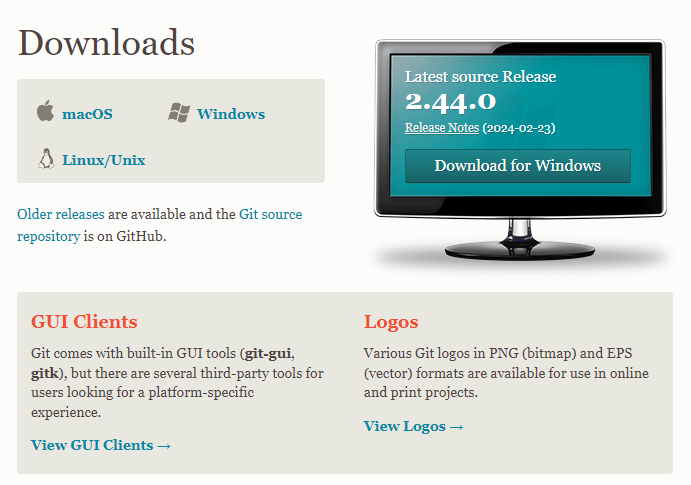 Downloads
macOS
Windows
Linux/Unix
Older releases are available and the Git source
repository is on GitHub.
Latest source Release
2.44.0
Release Notes (2024-02-23)
Download for Windows
GUI Clients
Git comes with built-in GUI tools (git-gui,
gitk), but there are several third-party tools for
users looking for a platform-specific
experience.
View GUI Clients →
Logos
Various Git logos in PNG (bitmap) and EPS
(vector) formats are available for use in online
and print projects.
View Logos →